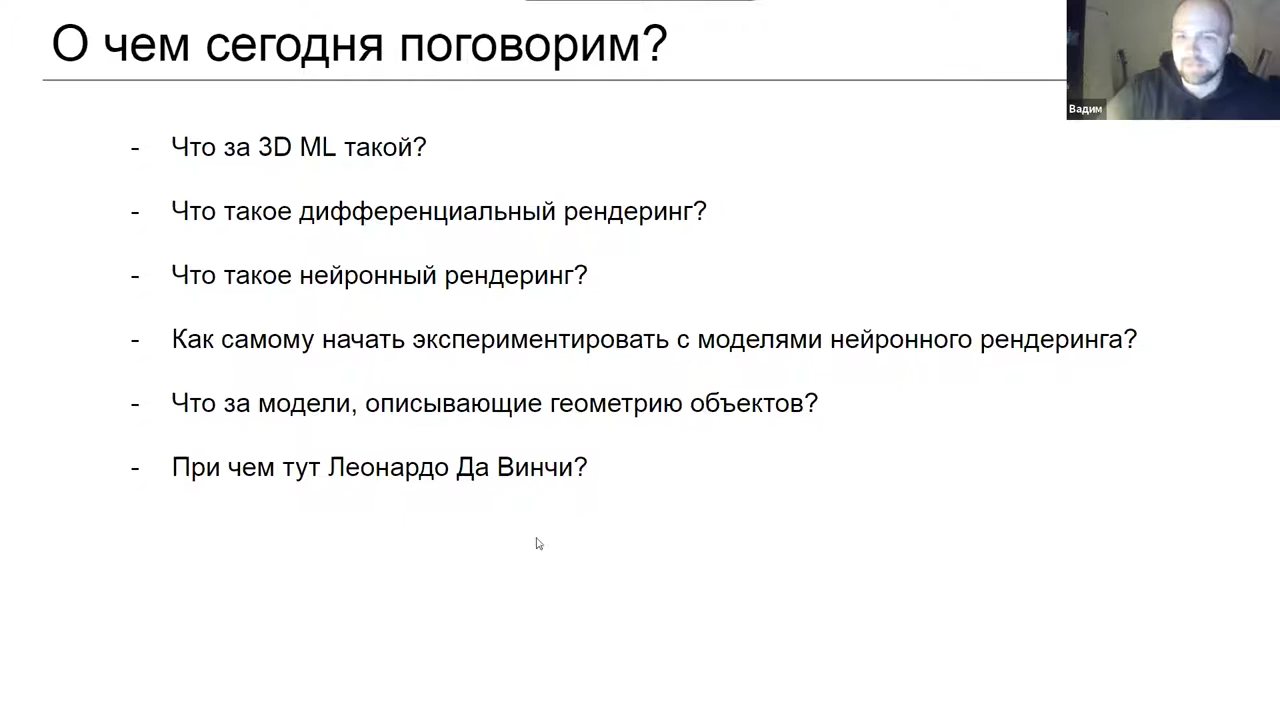 О чем сегодня поговорим?
Вадим
- Что за 3D ML такой?
- Что такое дифференциальный рендеринг?
- Что такое нейронный рендеринг?
- Как самому начать экспериментировать с моделями нейронного рендеринга?
- Что за модели, описывающие геометрию объектов?
- При чем тут Леонардо Да Винчи?